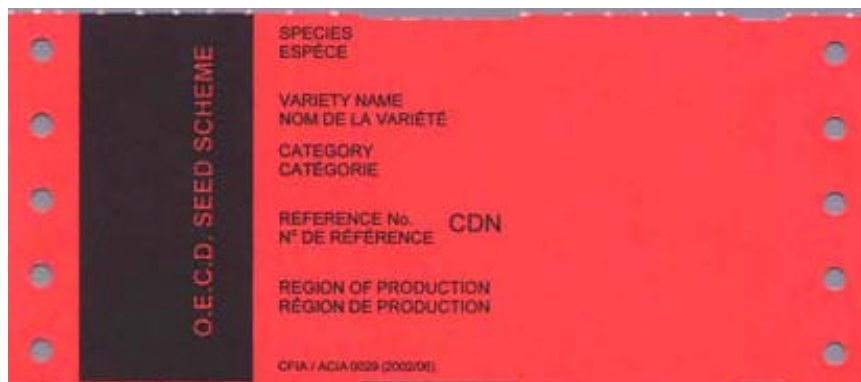 O.E.C.D. SEED SCHEME
SPECIES
ESPÈCE
VARIETY NAME
NOM DE LA VARIÉTÉ
CATEGORY
CATÉGORIE
REFERENCE No. CDN
N° DE RÉFÉRENCE
REGION OF PRODUCTION
RÉGION DE PRODUCTION
CFIA / ACIA 0029 (2002/06)